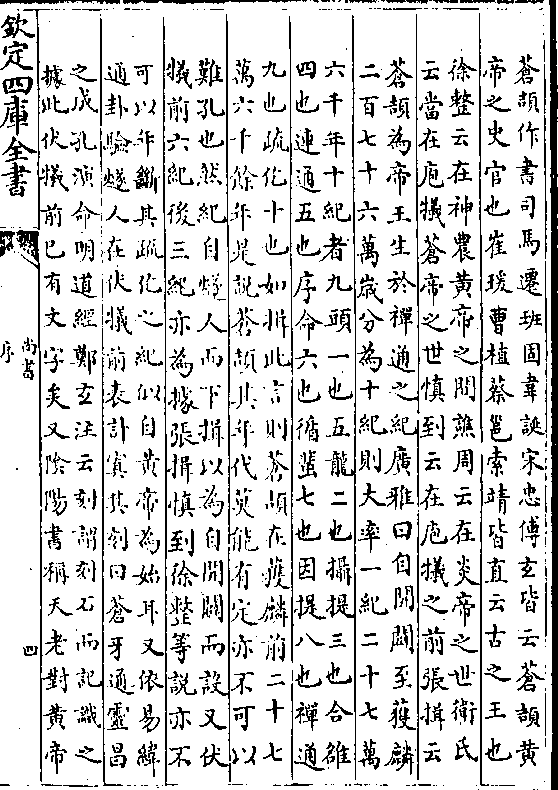 蒼頡作書司馬遷班固韋誕宋忠傅玄皆云蒼頡黄
帝之史官也崔瑗曹植蔡邕索靖皆直云古之王也
徐整云在神農黄帝之間譙周云在炎帝之世衛氏
云當在庖犧蒼帝之世慎到云在庖犧之前張揖云
蒼頡為帝王生於禪通之紀廣雅曰自開闢至獲麟
二百七十六萬歲分為十紀則大率一紀二十七萬
六千年十紀者九頭一也五龍二也攝提三也合雒
四也連通五也序命六也循蜚七也因提八也禪通
九也疏仡十也如揖此言則蒼頡在獲麟前二十七
萬六千餘年是說蒼頡其年代莫能有定亦不可以
難孔也然紀自燧人而下揖以為自開闢而設又伏
犧前六紀後三紀亦為據張揖慎到徐整等說亦不
可以年斷其疏仡之紀似自黄帝為始耳又依易緯
通卦驗燧人在伏犧前表計寘其刻曰蒼牙通靈昌
之成孔演命明道經鄭玄注云刻謂刻石而記識之
據此伏犧前已有文字矣又陰陽書稱天老對黄帝
欽定四庫全書
尚書
序
四